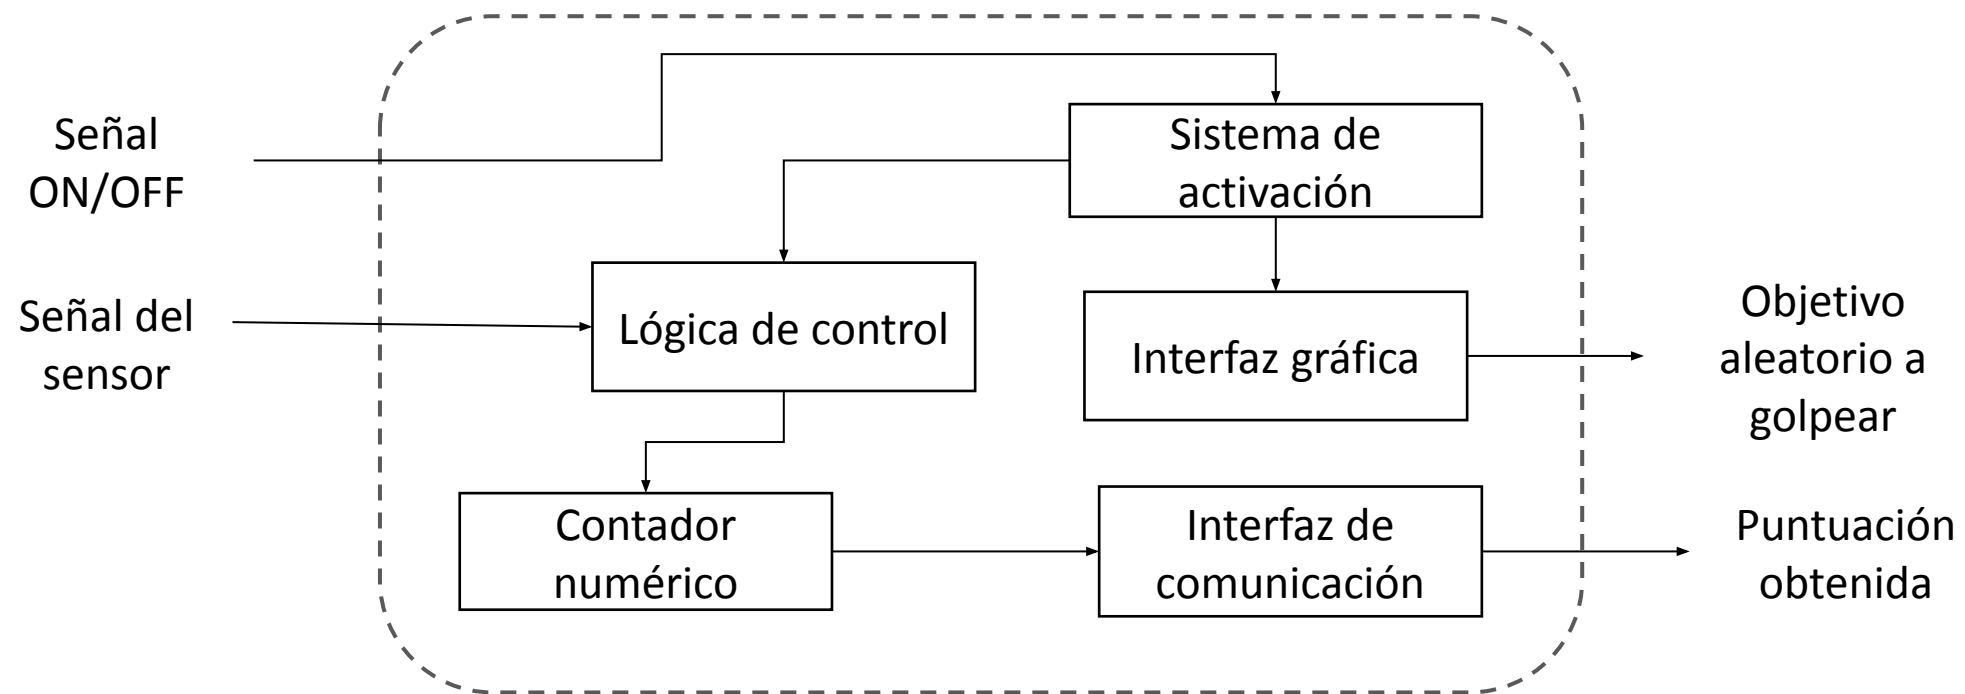 Señal
ON/OFF
Sistema de
activación
Señal del
sensor
Lógica de control
Interfaz gráfica
Objetivo
aleatorio a
golpear
Contador
numérico
Interfaz de
comunicación
Puntuación
obtenida